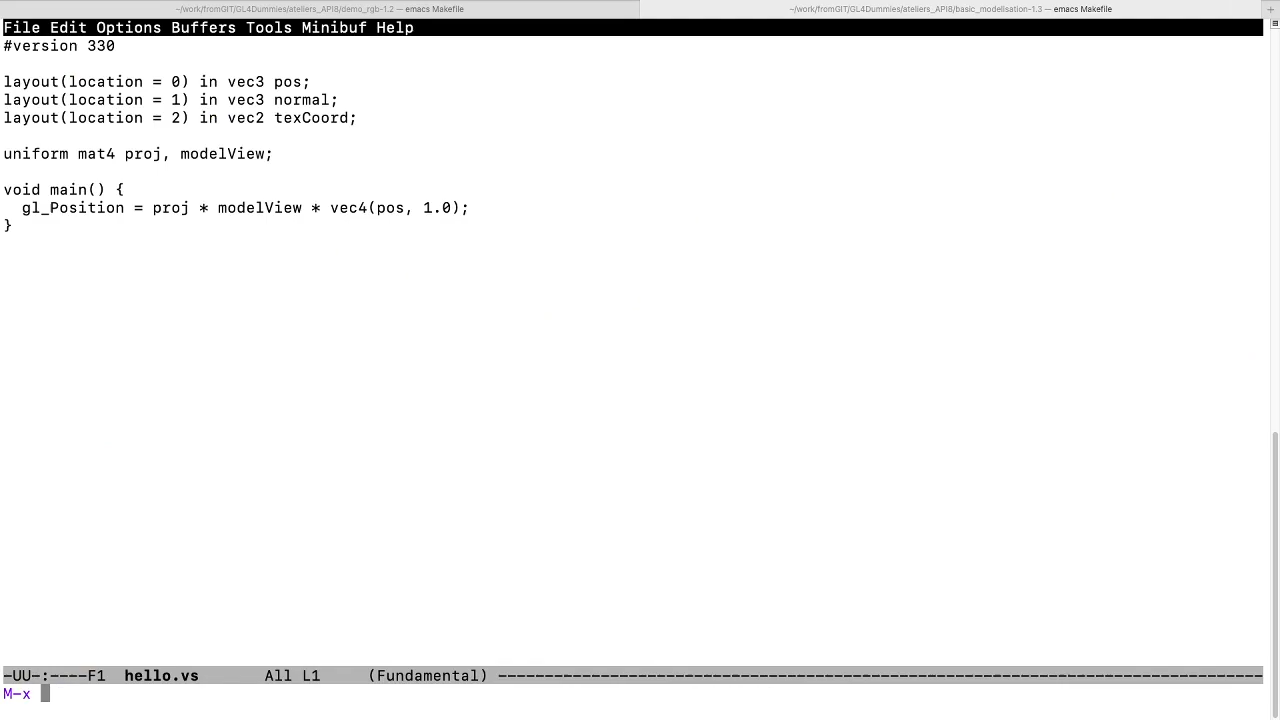 ~/work/fromGIT/GL4Dummies/ateliers_API8/demo_rgb-1.2 — emacs Makefile
~/work/fromGIT/GL4Dummies/ateliers_API8/basic_modelisation-1.3 — emacs Makefile
+
File Edit Options Buffers Tools Minibuf Help
#version 330
layout(location = 0) in vec3 pos;
layout(location = 1) in vec3 normal;
layout(location = 2) in vec2 texCoord;
uniform mat4 proj, modelView;
void main() {
  gl_Position = proj * modelView * vec4(pos, 1.0);
}
-UU-:----F1  hello.vs       All L1     (Fundamental) ----------------------------------------------------------------------------------
M-x